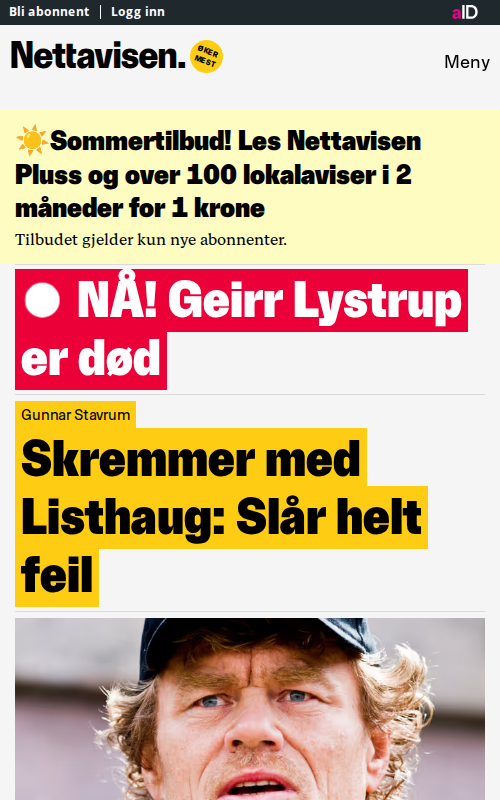 Bli abonnent | Logg inn
aID
Nettavisen.
ØKER
MEST
Meny
☀️Sommertilbud! Les Nettavisen
Pluss og over 100 lokalaviser i 2
måneder for 1 krone
Tilbudet gjelder kun nye abonnenter.
NÅ! Geirr Lystrup
er død
Gunnar Stavrum
Skremmer med
Listhaug: Slår helt
feil